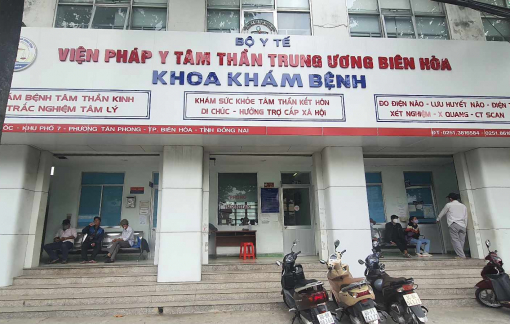 BỘ Y TẾ
VIỆN PHÁP Y TÂM THẦN TRUNG ƯƠNG BIÊN HÒA
KHOA KHÁM BỆNH
ÁM BỆNH TÂM THẦN KINH
TRẮC NGHIỆM TÂM LÝ
KHÁM SỨC KHỎE TÂM THẦN KẾT HÔN
DI CHÚC - HƯỞNG TRỢ CẤP XÃ HỘI
ĐO ĐIỆN NÃO - LƯU HUYẾT NÃO - ĐIỆN
XÉT NGHIỆM - X QUANG - CT SCAN
KHU PHỐ 7 - PHƯỜNG TÂN PHONG - TP. BIÊN HÒA - TỈNH ĐỒNG NAI